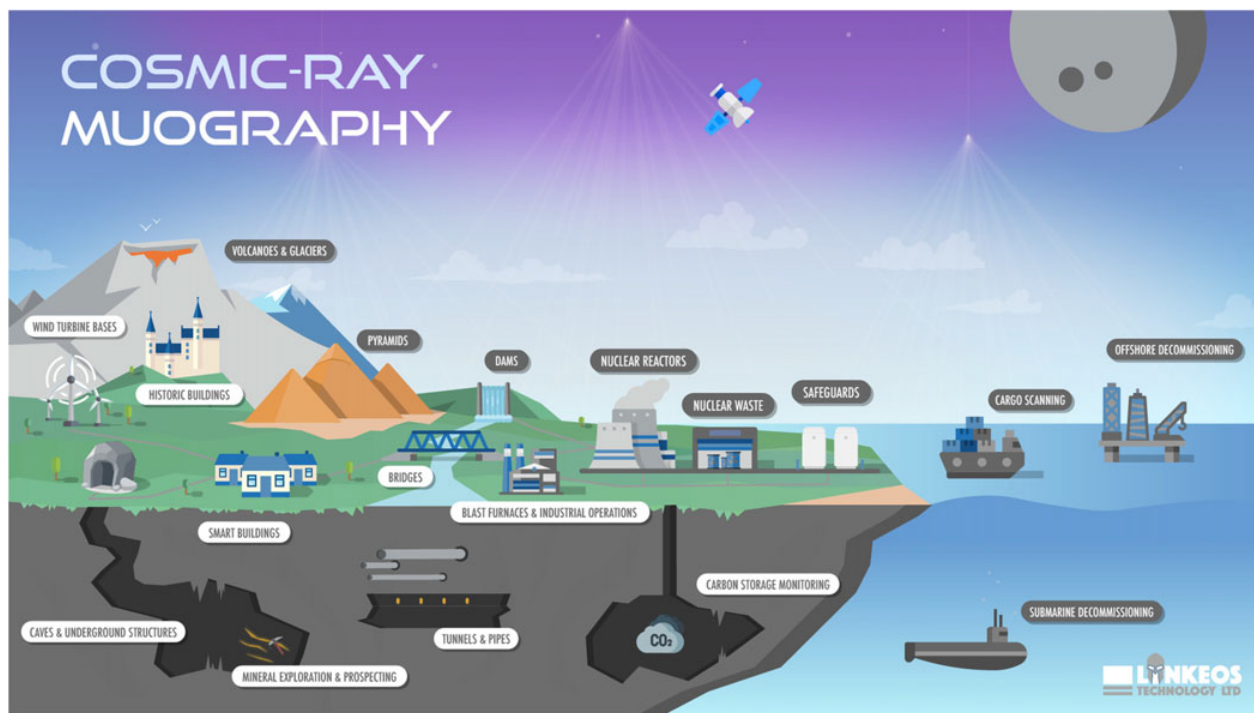 COSMIC-RAY
MUOGRAPHY
VOLCANOES & GLACIERS
WIND TURBINE BASES
PYRAMIDS
DAMS
NUCLEAR REACTORS
OFFSHORE DECOMMISSIONING
HISTORIC BUILDINGS
NUCLEAR WASTE
SAFEGUARDS
CARGO SCANNING
BRIDGES
BLAST FURNACES & INDUSTRIAL OPERATIONS
SMART BUILDINGS
CARBON STORAGE MONITORING
CAVES & UNDERGROUND STRUCTURES
TUNNELS & PIPES
CO₂
SUBMARINE DECOMMISSIONING
MINERAL EXPLORATION & PROSPECTING
LYNKEOS
TECHNOLOGY LTD